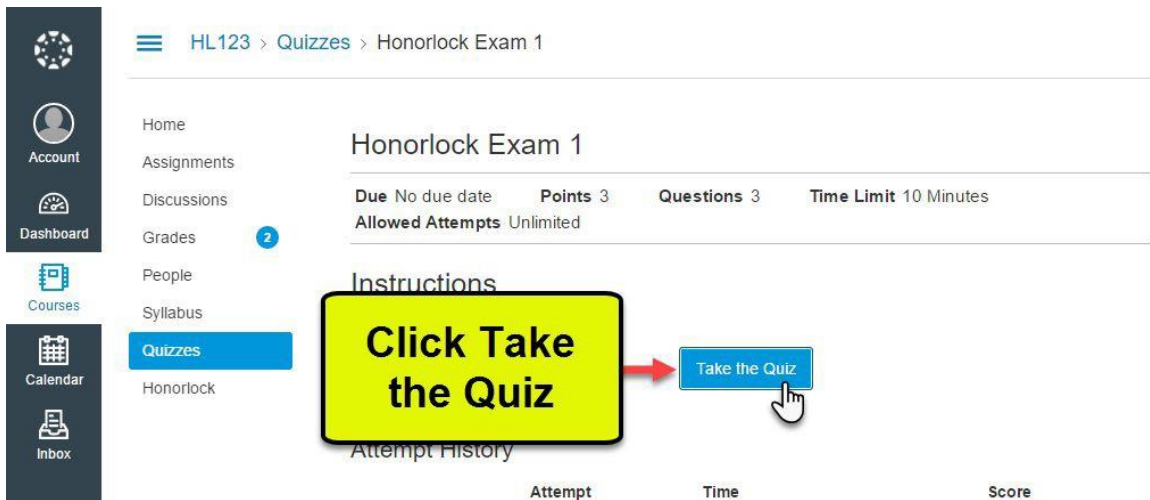 HL123 > Quizzes > Honorlock Exam 1
Account
Dashboard
Courses
Calendar
Inbox
Home
Assignments
Discussions
Grades 2
People
Syllabus
Quizzes
Honorlock
Honorlock Exam 1
Due No due date Points 3 Questions 3 Time Limit 10 Minutes
Allowed Attempts Unlimited
Instructions
Click Take
the Quiz
Take the Quiz
Attempt History
Attempt Time Score